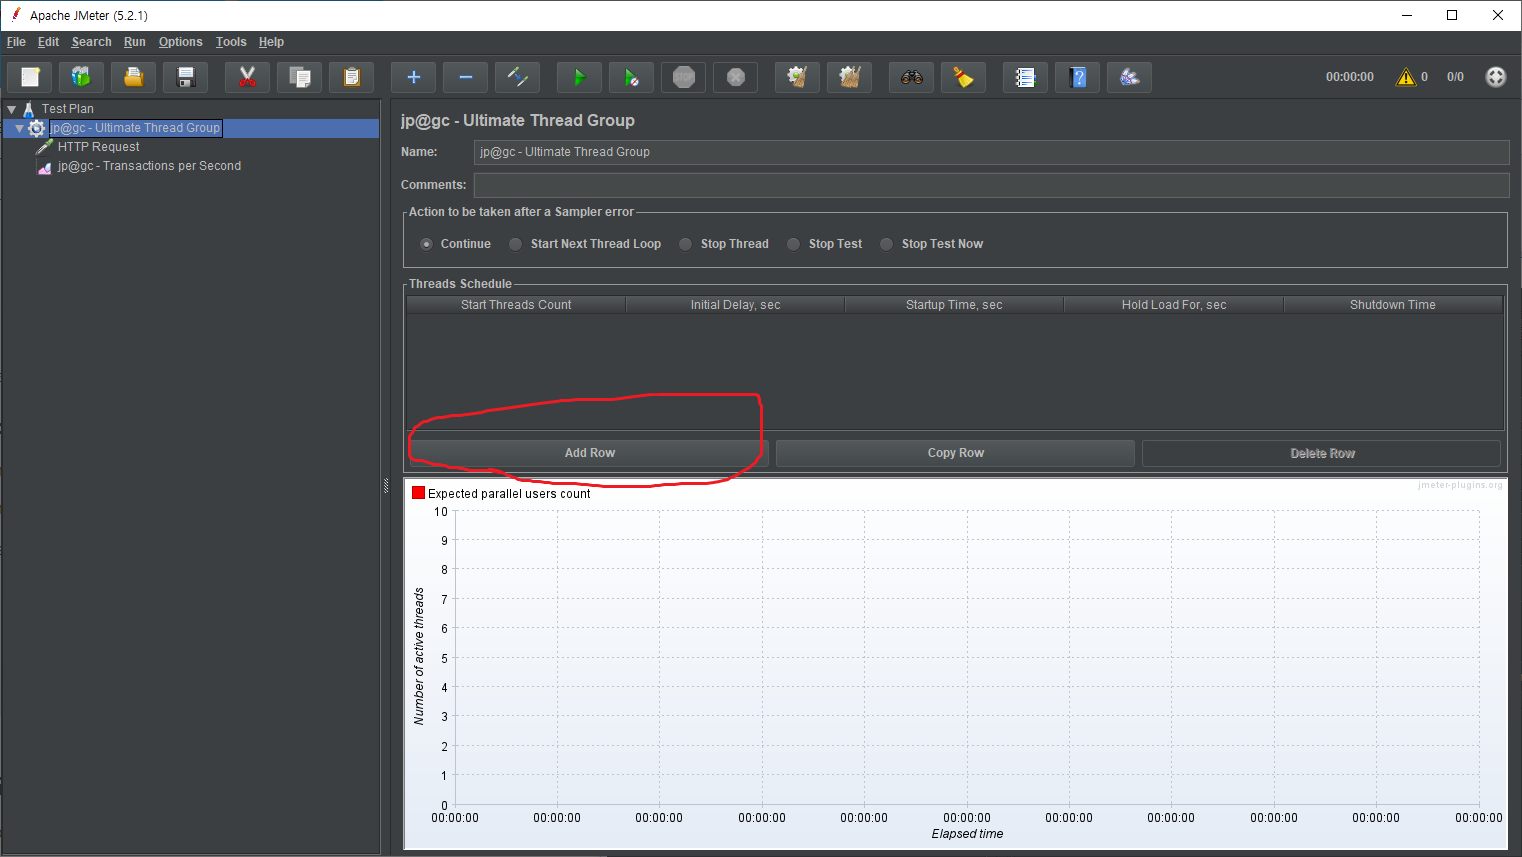 Apache JMeter (5.2.1)
File Edit Search Run Options Tools Help
STOP
00:00:00 0 0/0
Test Plan
jp@gc - Ultimate Thread Group
HTTP Request
jp@gc - Transactions per Second
jp@gc - Ultimate Thread Group
Name: jp@gc - Ultimate Thread Group
Comments:
Action to be taken after a Sampler error
Continue Start Next Thread Loop Stop Thread Stop Test Stop Test Now
Threads Schedule
Start Threads Count Initial Delay, sec Startup Time, sec Hold Load For, sec Shutdown Time
Add Row Copy Row Delete Row
Expected parallel users count
jmeter-plugins.org
Number of active threads
10
9
8
7
6
5
4
3
2
1
0
00:00:00 00:00:00 00:00:00 00:00:00 00:00:00 00:00:00 00:00:00 00:00:00 00:00:00 00:00:00 00:00:00
Elapsed time